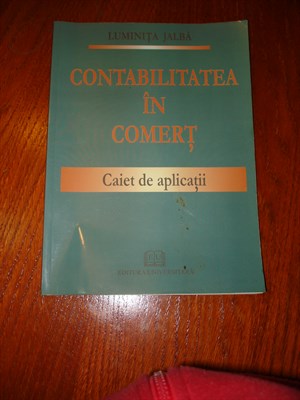 LUMINIȚA JALBĂ
CONTABILITATEA
ÎN
COMERȚ
Caiet de aplicații